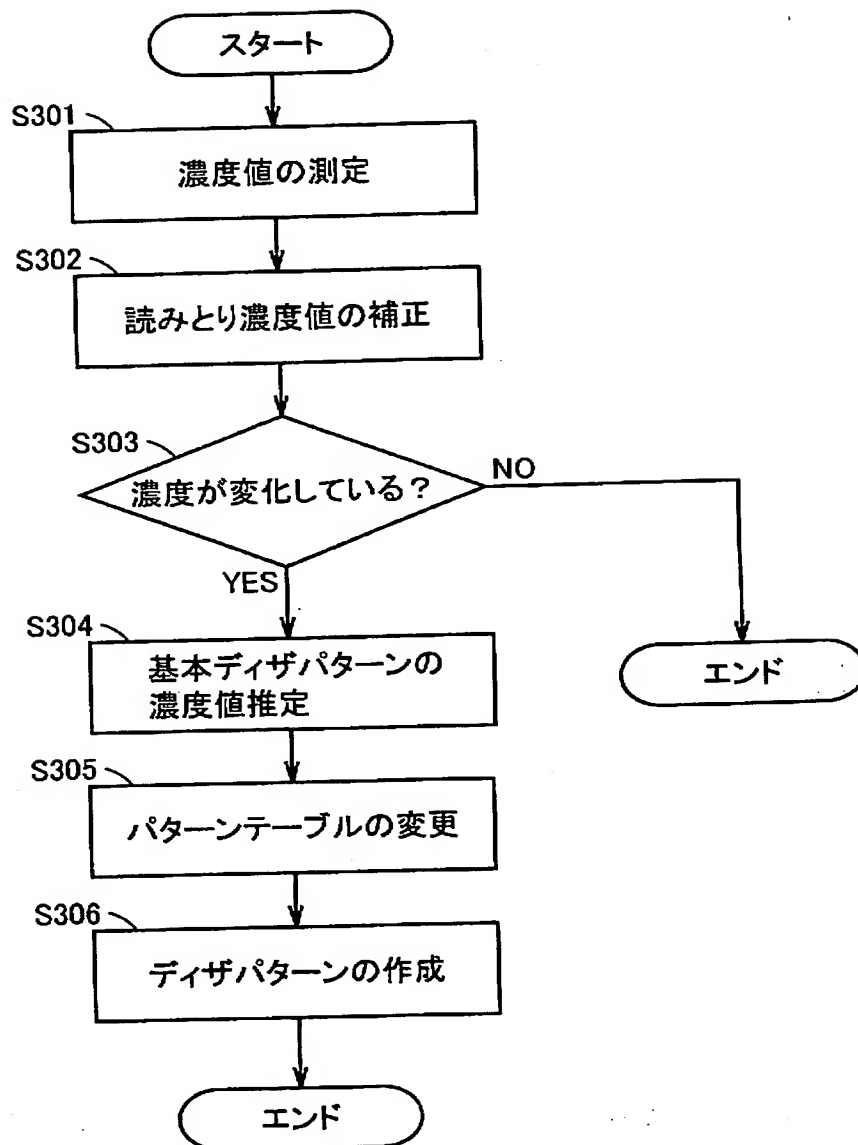 スタート
S301
濃度値の測定
S302
読みとり濃度値の補正
S303
濃度が変化している?
NO
YES
S304
基本ディザパターンの
濃度値推定
エンド
S305
パターンテーブルの変更
S306
ディザパターンの作成
エンド